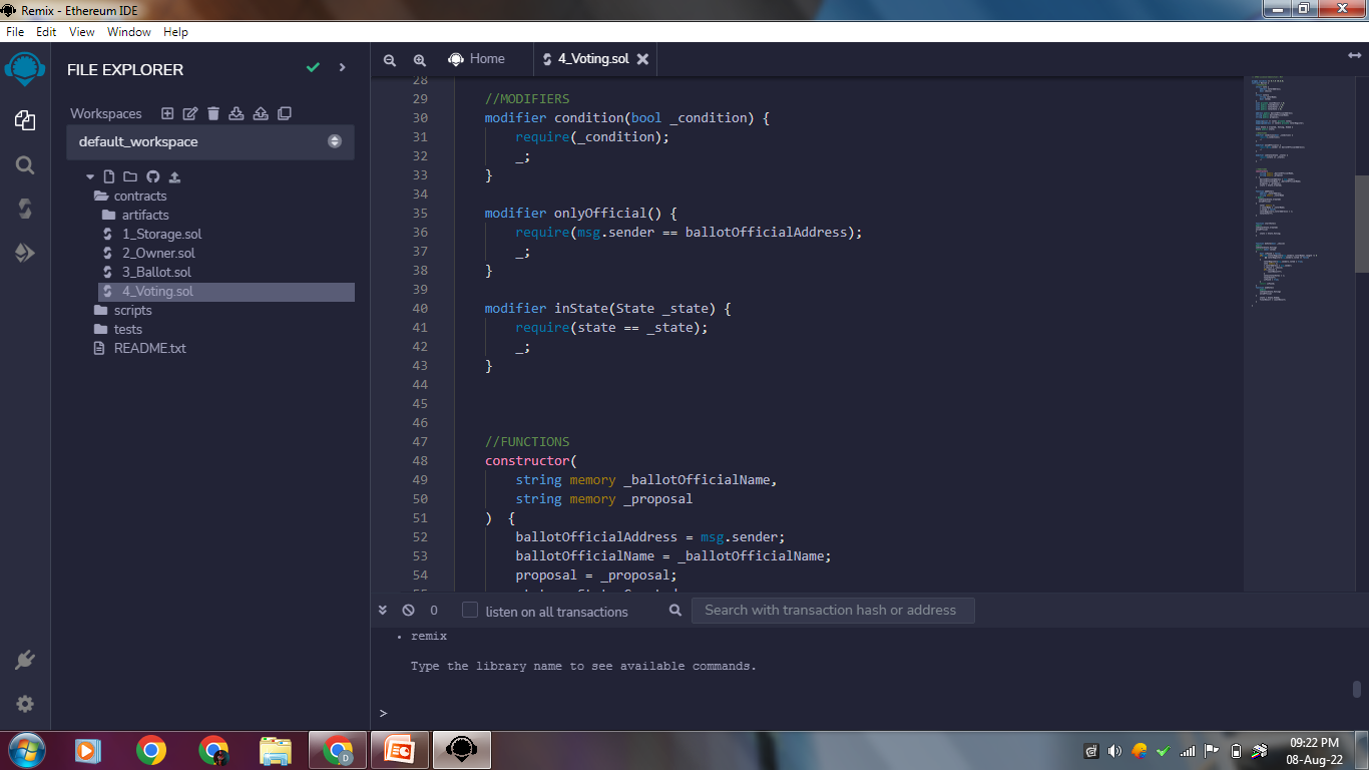 Remix - Ethereum IDE
File Edit View Window Help
FILE EXPLORER
Workspaces
default_workspace
contracts
artifacts
1_Storage.sol
2_Owner.sol
3_Ballot.sol
4_Voting.sol
scripts
tests
README.txt
Home 4_Voting.sol
28
29 //MODIFIERS
30 modifier condition(bool _condition) {
31 require(_condition);
32 _;
33 }
34
35 modifier onlyOfficial() {
36 require(msg.sender == ballotOfficialAddress);
37 _;
38 }
39
40 modifier inState(State _state) {
41 require(state == _state);
42 _;
43 }
44
45
46
47 //FUNCTIONS
48 constructor(
49 string memory _ballotOfficialName,
50 string memory _proposal
51 ) {
52 ballotOfficialAddress = msg.sender;
53 ballotOfficialName = _ballotOfficialName;
54 proposal = _proposal;
0 listen on all transactions Search with transaction hash or address
• remix
Type the library name to see available commands.
>
D
09:22 PM
08-Aug-22